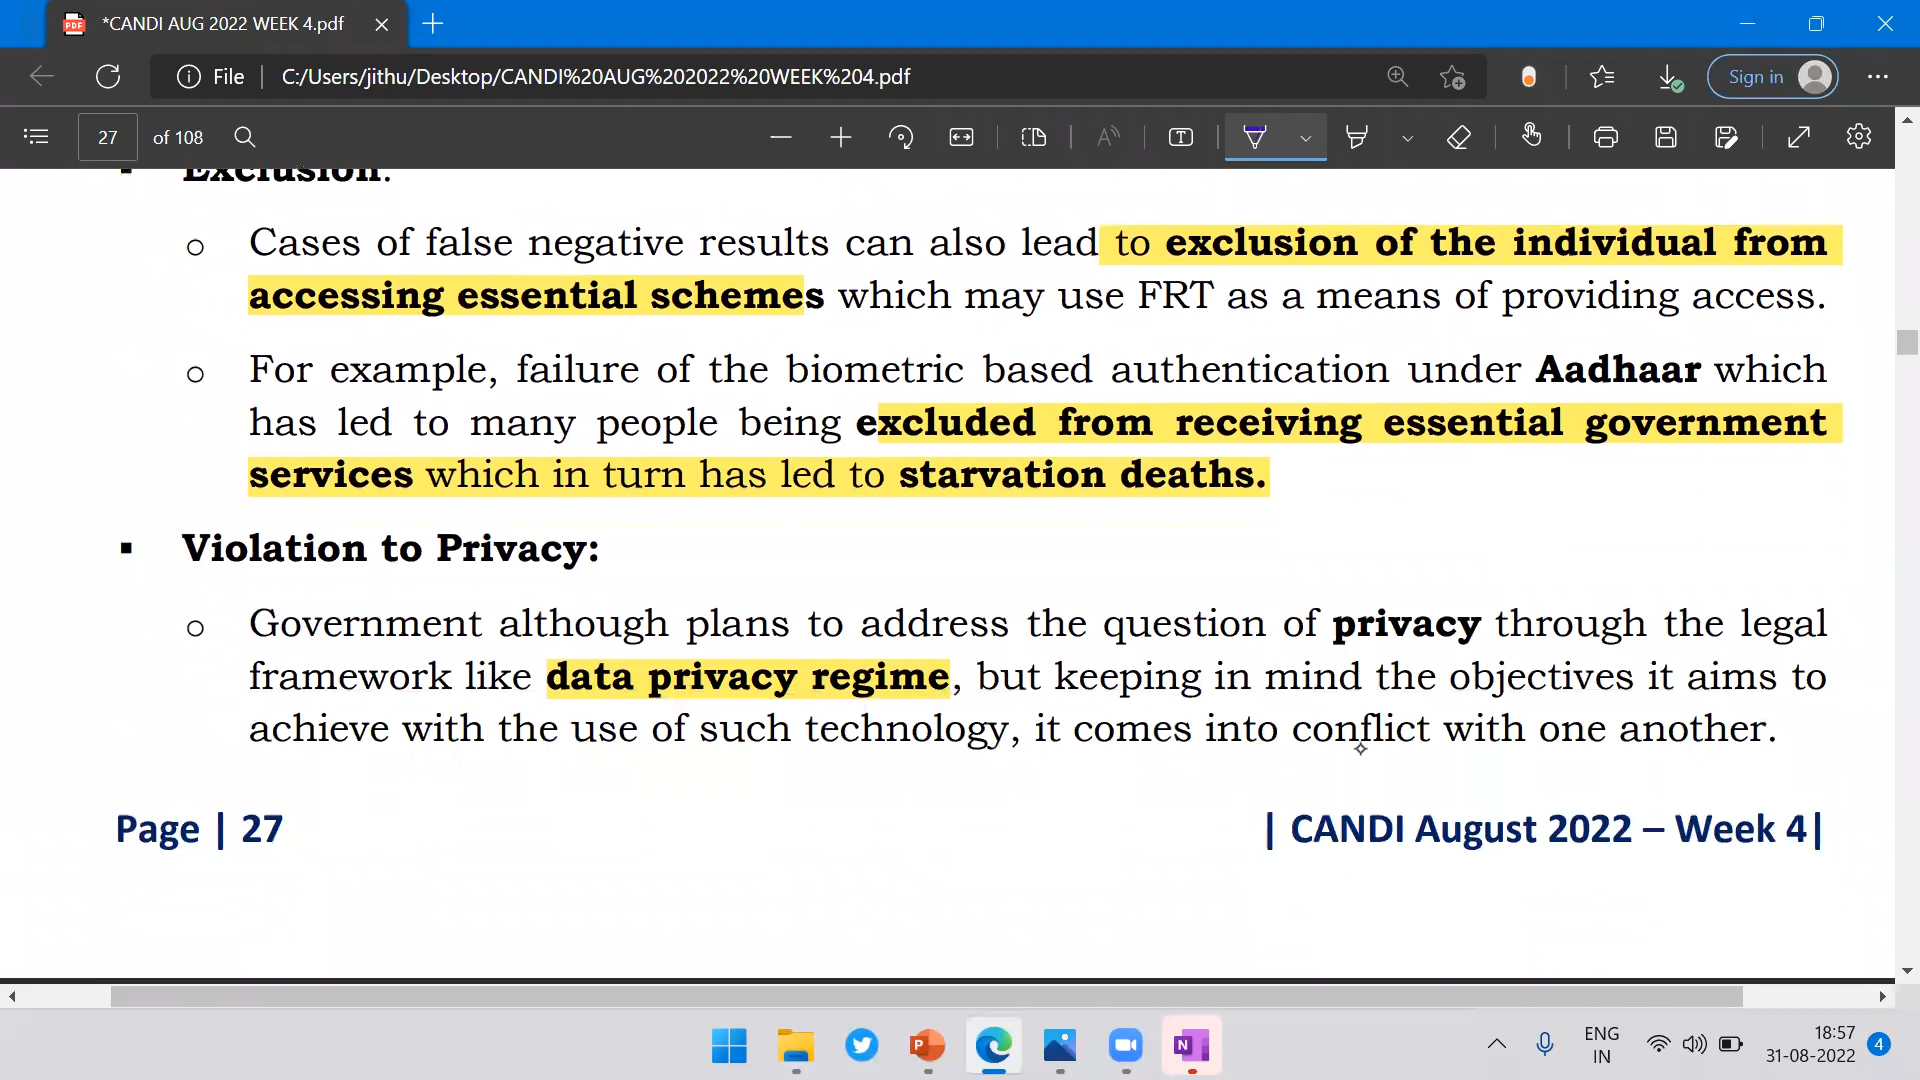 *CANDI AUG 2022 WEEK 4.pdf
File C:/Users/jithu/Desktop/CANDI%20AUG%202022%20WEEK%204.pdf
Sign in
27 of 108
Exclusion:
Cases of false negative results can also lead to exclusion of the individual from
accessing essential schemes which may use FRT as a means of providing access.
For example, failure of the biometric based authentication under Aadhaar which
has led to many people being excluded from receiving essential government
services which in turn has led to starvation deaths.
Violation to Privacy:
Government although plans to address the question of privacy through the legal
framework like data privacy regime, but keeping in mind the objectives it aims to
achieve with the use of such technology, it comes into conflict with one another.
Page | 27 | CANDI August 2022 – Week 4|
ENG
IN
18:57
31-08-2022
4